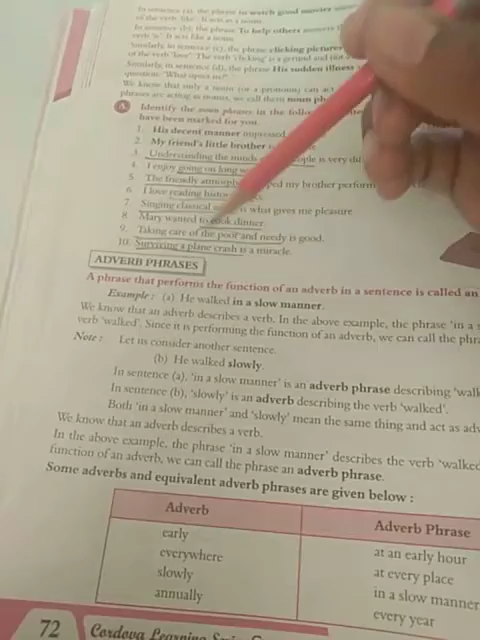 In sentence (a), the phrase to watch good
of the verb 'like'. It acts as a noun.
In sentence (b), the phrase To help others
verb 'is'. It acts like a noun.
Similarly, in sentence (c), the phrase clicking pictures
of the verb 'love'. The verb 'clicking' is a gerund and
Similarly, in sentence (d), the phrase His sudden illness
question: 'What upset us?'
We know that only a noun (or a pronoun) can act
phrases are acting as nouns, we call them noun
A. Identify the noun phrases in the
have been marked for you.
1. His decent manner impressed
2. My friend's little brother
3. Understanding the minds is very
4. I enjoy going on long
5. The friendly my brother perform
6. I love reading
7. Singing classical is what gives me pleasure.
8. Mary wanted to cook dinner.
9. Taking care of the poor and needy is good.
10. Surviving a plane crash is a miracle.
ADVERB PHRASES
A phrase that performs the function of an adverb in a sentence is called an
Example : (a) He walked in a slow manner.
We know that an adverb describes a verb. In the above example, the phrase 'in a
verb 'walked'. Since it is performing the function of an adverb, we can call the
Note : Let us consider another sentence.
(b) He walked slowly.
In sentence (a), 'in a slow manner' is an adverb phrase describing
In sentence (b), 'slowly' is an adverb describing the verb 'walked'.
Both 'in a slow manner' and 'slowly' mean the same thing and act as
We know that an adverb describes a verb.
In the above example, the phrase 'in a slow manner' describes the verb 'walked
function of an adverb, we can call the phrase an adverb phrase.
Some adverbs and equivalent adverb phrases are given below :
Adverb Adverb Phrase
early at an early hour
everywhere at every place
slowly in a slow manner
annually every year
72 Cordova Learning